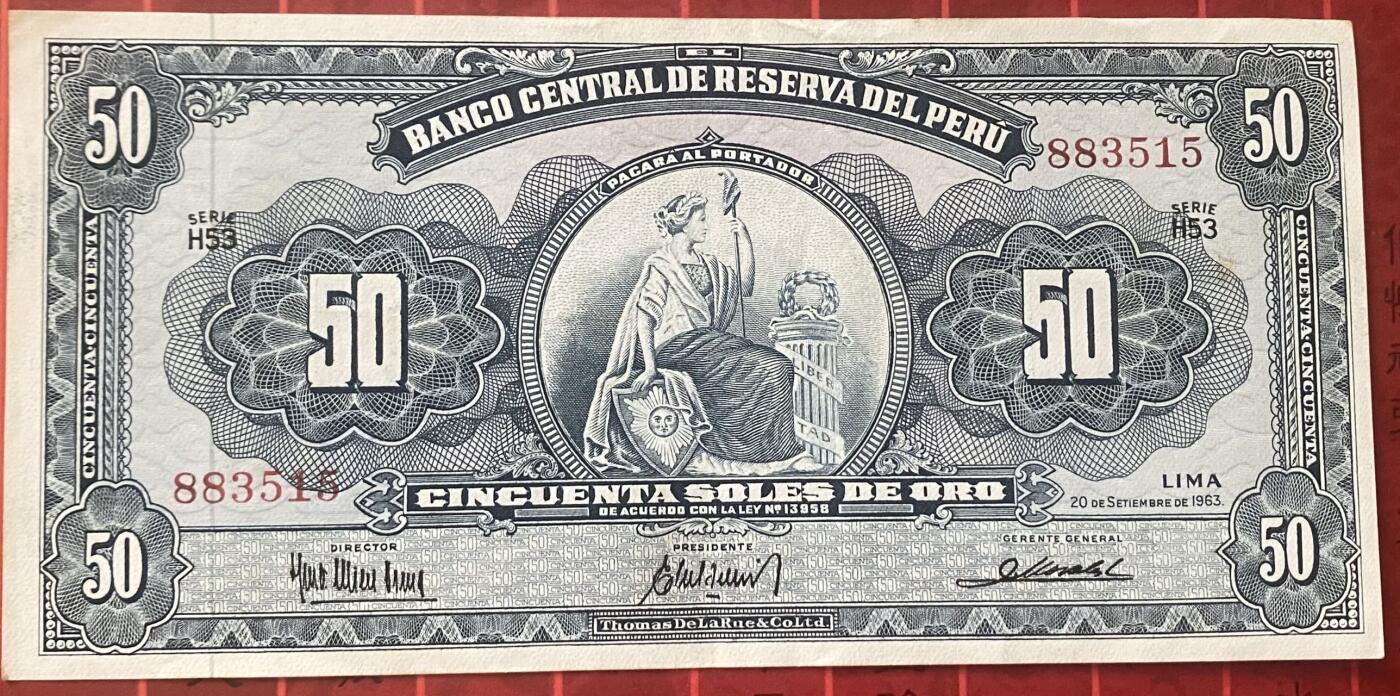 EL
BANCO CENTRAL DE RESERVA DEL PERÚ
50
50
883515
PAGARÁ AL PORTADOR
SERIE
H53
SERIE
H53
CINCUENTA CINCUENTA
CINCUENTA CINCUENTA
50
50
LIBER
TAD
883515
CINCUENTA SOLES DE ORO
DE ACUERDO CON LA LEY Nº 13958
LIMA
20 DE SETIEMBRE DE 1963.
DIRECTOR
PRESIDENTE
GERENTE GENERAL
50
50
Thomas De La Rue & Co Ltd.